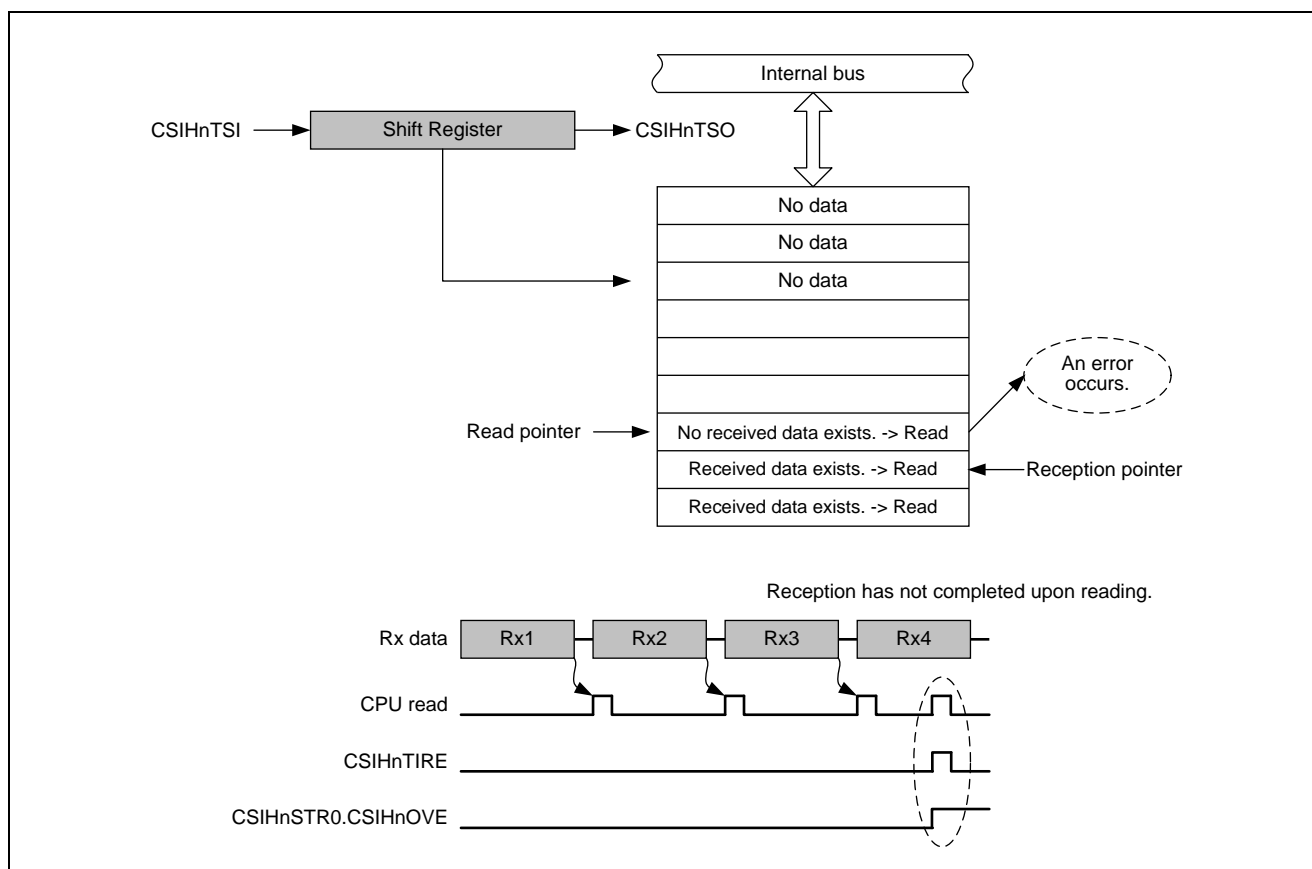 Internal bus
CSIHnTSI
Shift Register
CSIHnTSO
No data
No data
No data
An error
occurs.
Read pointer
No received data exists. -> Read
Received data exists. -> Read
Reception pointer
Received data exists. -> Read
Reception has not completed upon reading.
Rx data
Rx1
Rx2
Rx3
Rx4
CPU read
CSIHnTIRE
CSIHnSTR0.CSIHnOVE